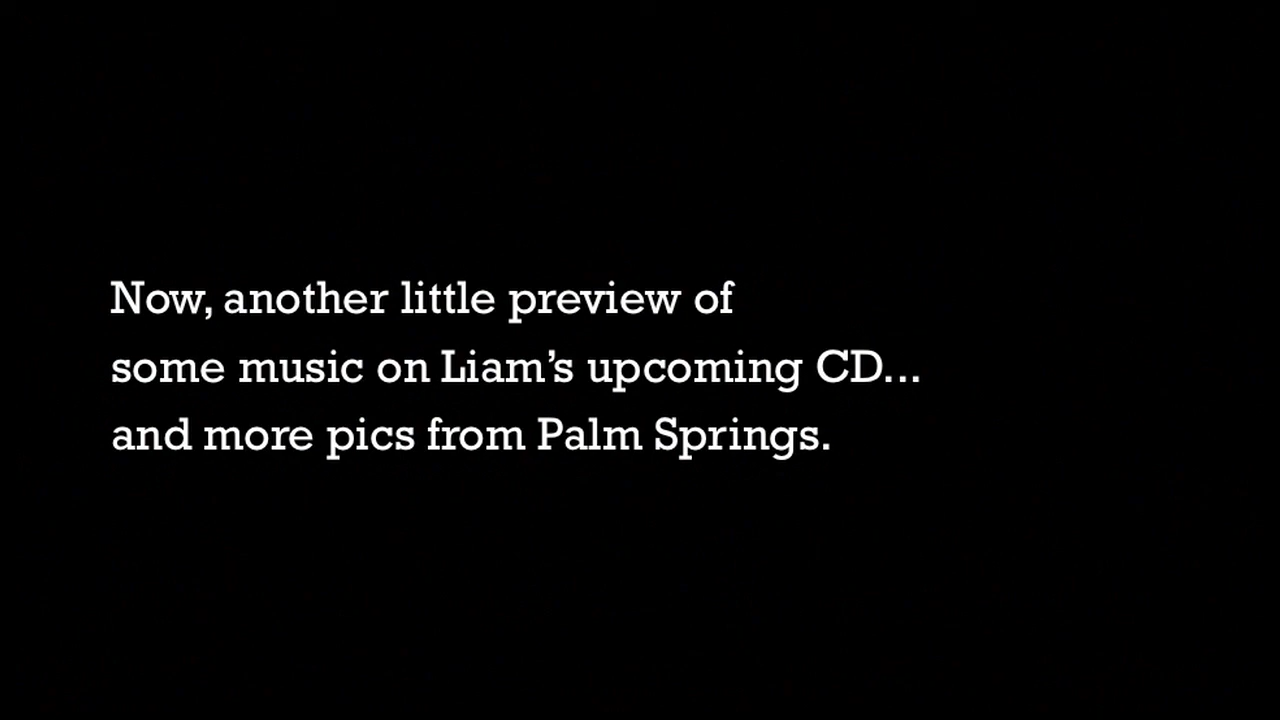 Now, another little preview of
some music on Liam’s upcoming CD...
and more pics from Palm Springs.